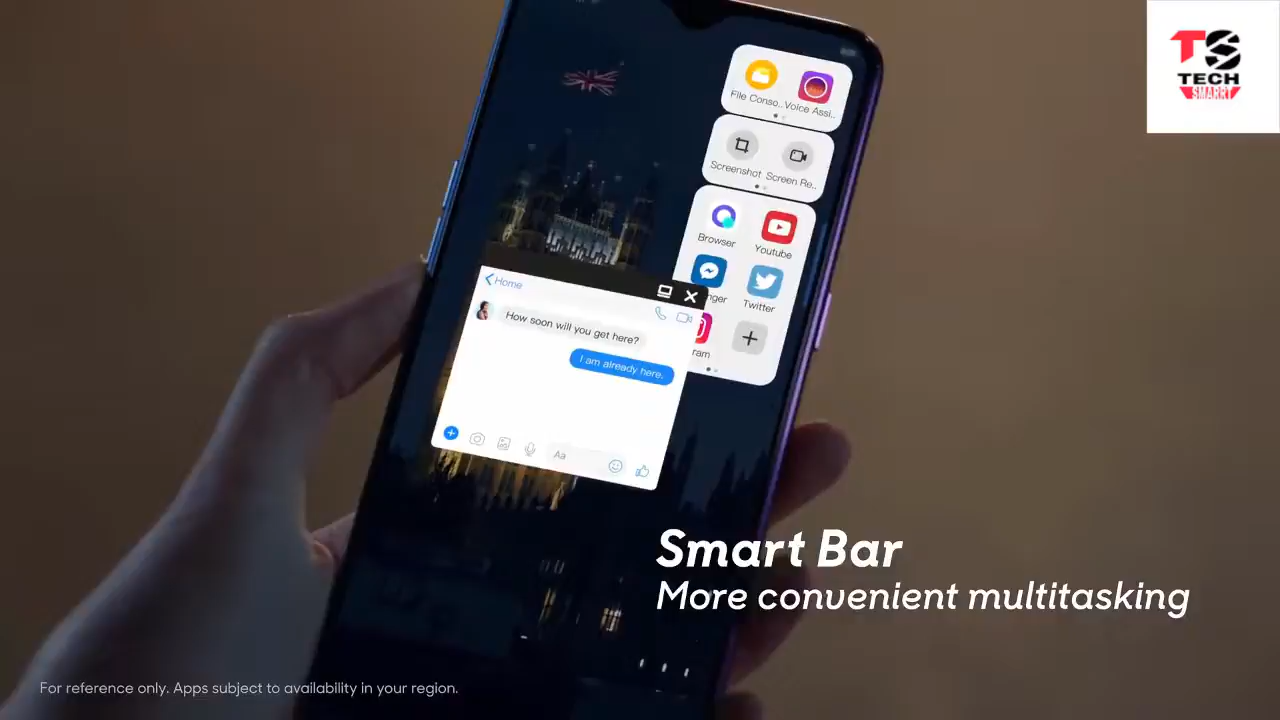 TS
TECH
SMARRT
File Conso.. Voice Assi..
Screenshot Screen Re..
Browser Youtube
nger Twitter
ram
Home
How soon will you get here?
I am already here.
Aa
Smart Bar
More convenient multitasking
For reference only. Apps subject to availability in your region.